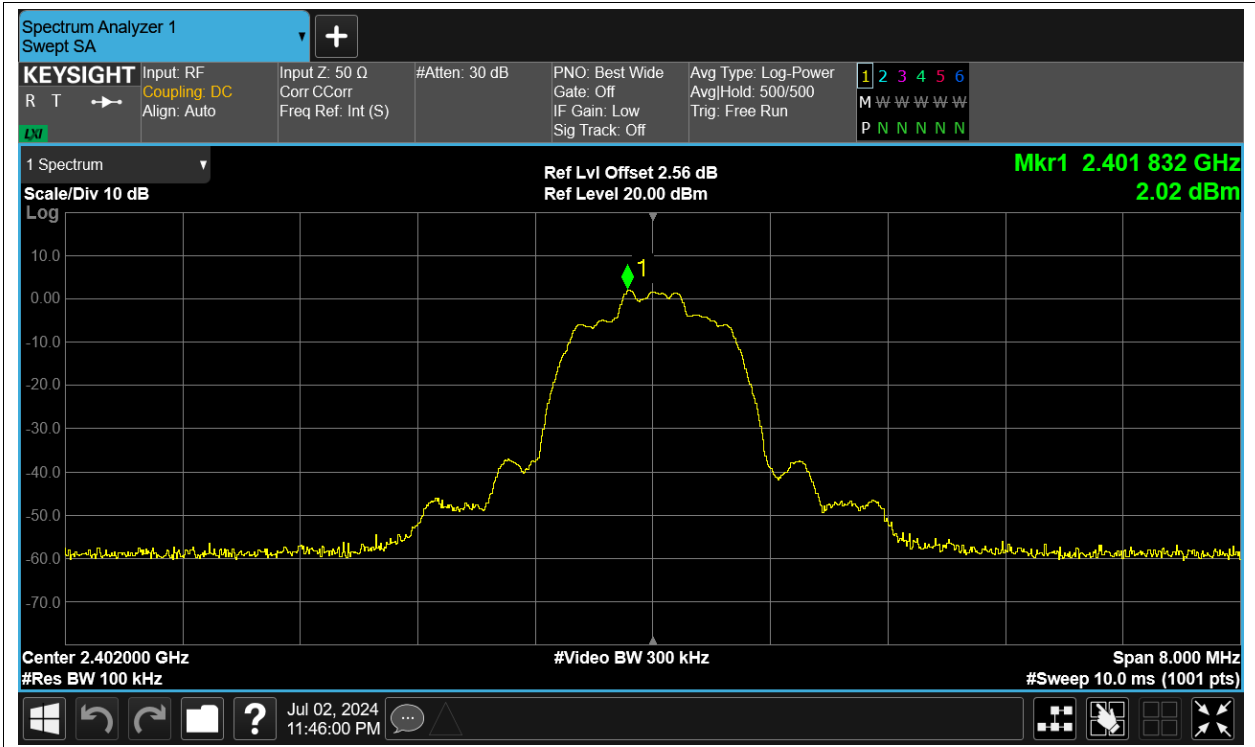 Spectrum Analyzer 1
Swept SA
KEYSIGHT
R T
LXI
Input: RF
Coupling: DC
Align: Auto
Input Z: 50 Ω
Corr CCorr
Freq Ref: Int (S)
#Atten: 30 dB
PNO: Best Wide
Gate: Off
IF Gain: Low
Sig Track: Off
Avg Type: Log-Power
Avg|Hold: 500/500
Trig: Free Run
1 2 3 4 5 6
M W W W W W
P N N N N N
1 Spectrum
Scale/Div 10 dB
Log
Ref Lvl Offset 2.56 dB
Ref Level 20.00 dBm
Mkr1 2.401 832 GHz
2.02 dBm
1
10.0
0.00
-10.0
-20.0
-30.0
-40.0
-50.0
-60.0
-70.0
Center 2.402000 GHz
#Res BW 100 kHz
#Video BW 300 kHz
Span 8.000 MHz
#Sweep 10.0 ms (1001 pts)
?
Jul 02, 2024
11:46:00 PM